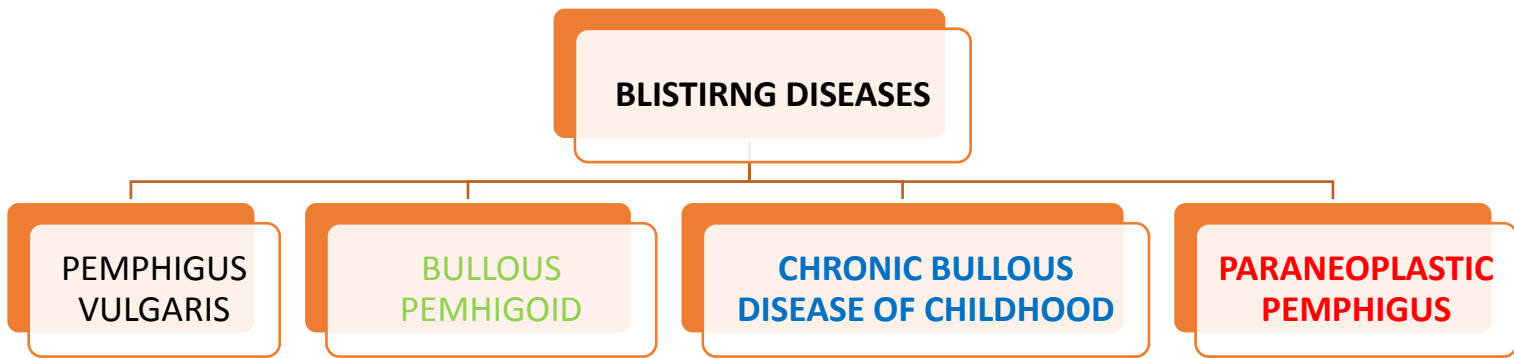 BLISTIRNG DISEASES
PEMPHIGUS
VULGARIS
BULLOUS
PEMHIGOID
CHRONIC BULLOUS
DISEASE OF CHILDHOOD
PARANEOPLASTIC
PEMPHIGUS